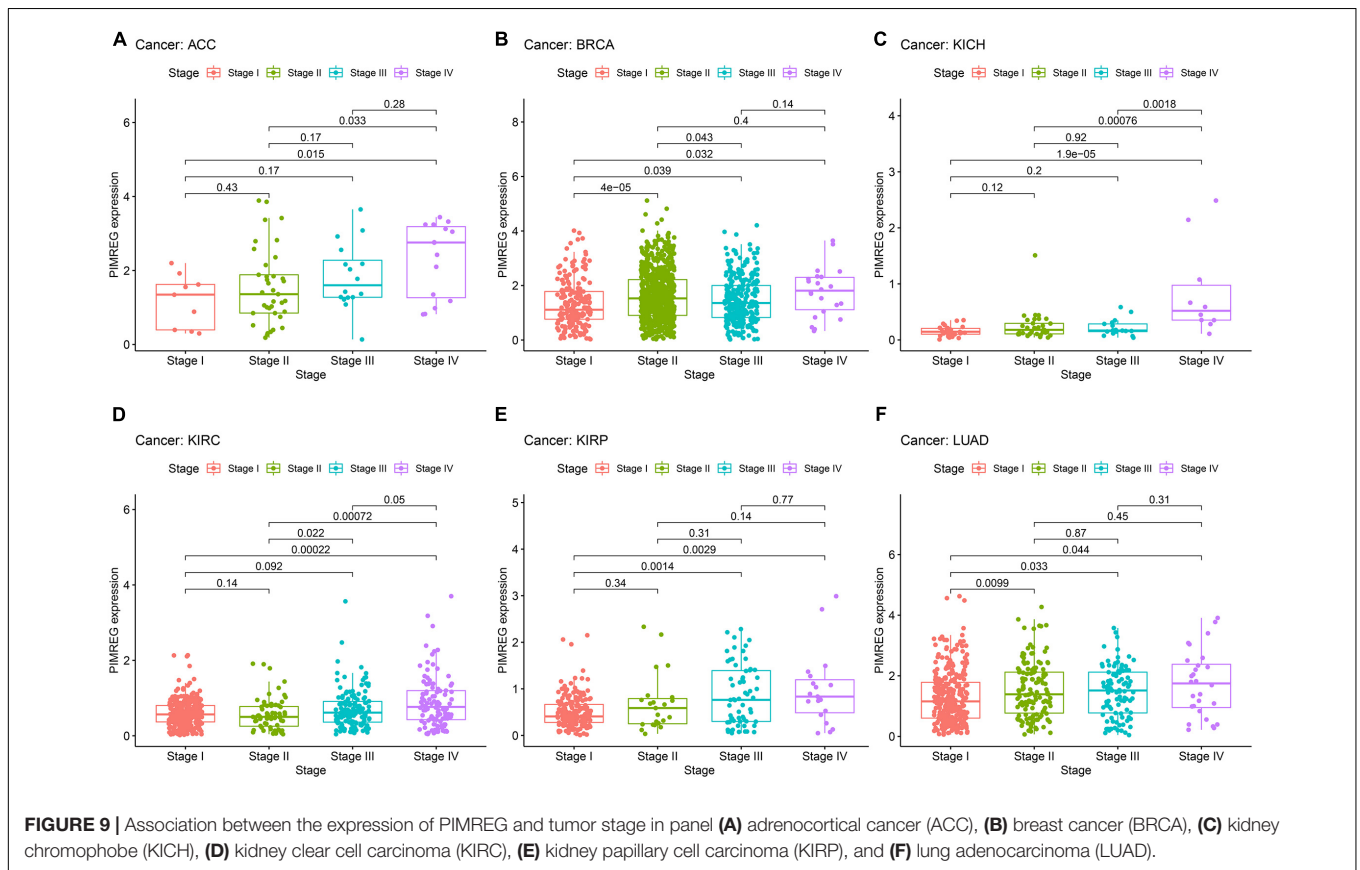 A
Cancer: ACC
Stage Stage I Stage II Stage III Stage IV
PIMREG expression
6
4
2
0
0.28
0.033
0.17
0.015
0.17
0.43
Stage I Stage II Stage III Stage IV
Stage
B
Cancer: BRCA
Stage Stage I Stage II Stage III Stage IV
PIMREG expression
8
6
4
2
0
0.14
0.4
0.043
0.032
0.039
4e−05
Stage I Stage II Stage III Stage IV
Stage
C
Cancer: KICH
Stage Stage I Stage II Stage III Stage IV
PIMREG expression
4
3
2
1
0
0.0018
0.00076
0.92
1.9e−05
0.2
0.12
Stage I Stage II Stage III Stage IV
Stage
D
Cancer: KIRC
Stage Stage I Stage II Stage III Stage IV
PIMREG expression
6
4
2
0
0.05
0.00072
0.022
0.00022
0.092
0.14
Stage I Stage II Stage III Stage IV
Stage
E
Cancer: KIRP
Stage Stage I Stage II Stage III Stage IV
PIMREG expression
5
4
3
2
1
0
0.77
0.14
0.31
0.0029
0.0014
0.34
Stage I Stage II Stage III Stage IV
Stage
F
Cancer: LUAD
Stage Stage I Stage II Stage III Stage IV
PIMREG expression
6
4
2
0
0.31
0.45
0.87
0.044
0.033
0.0099
Stage I Stage II Stage III Stage IV
Stage
FIGURE 9 | Association between the expression of PIMREG and tumor stage in panel (A) adrenocortical cancer (ACC), (B) breast cancer (BRCA), (C) kidney
chromophobe (KICH), (D) kidney clear cell carcinoma (KIRC), (E) kidney papillary cell carcinoma (KIRP), and (F) lung adenocarcinoma (LUAD).